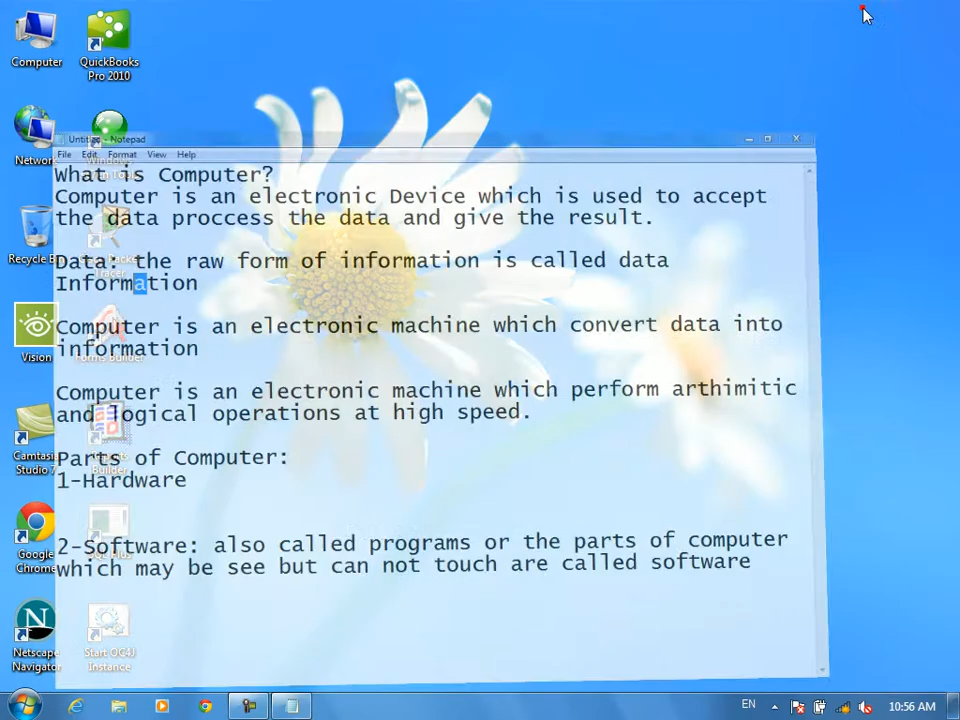 Computer
QuickBooks
Pro 2010
Network
Recycle
Vision
Camtasia
Studio 7
Builder
Google
Chrome
Netscape
Navigator
Start OC4J
Instance
Untitled - Notepad
File Edit Format View Help
What is Computer?
Computer is an electronic Device which is used to accept
the data proccess the data and give the result.
Data: the raw form of information is called data
Information
Computer is an electronic machine which convert data into
information
Computer is an electronic machine which perform arthimitic
and logical operations at high speed.
Parts of Computer:
1-Hardware
2-Software: also called programs or the parts of computer
which may be see but can not touch are called software
EN
10:56 AM